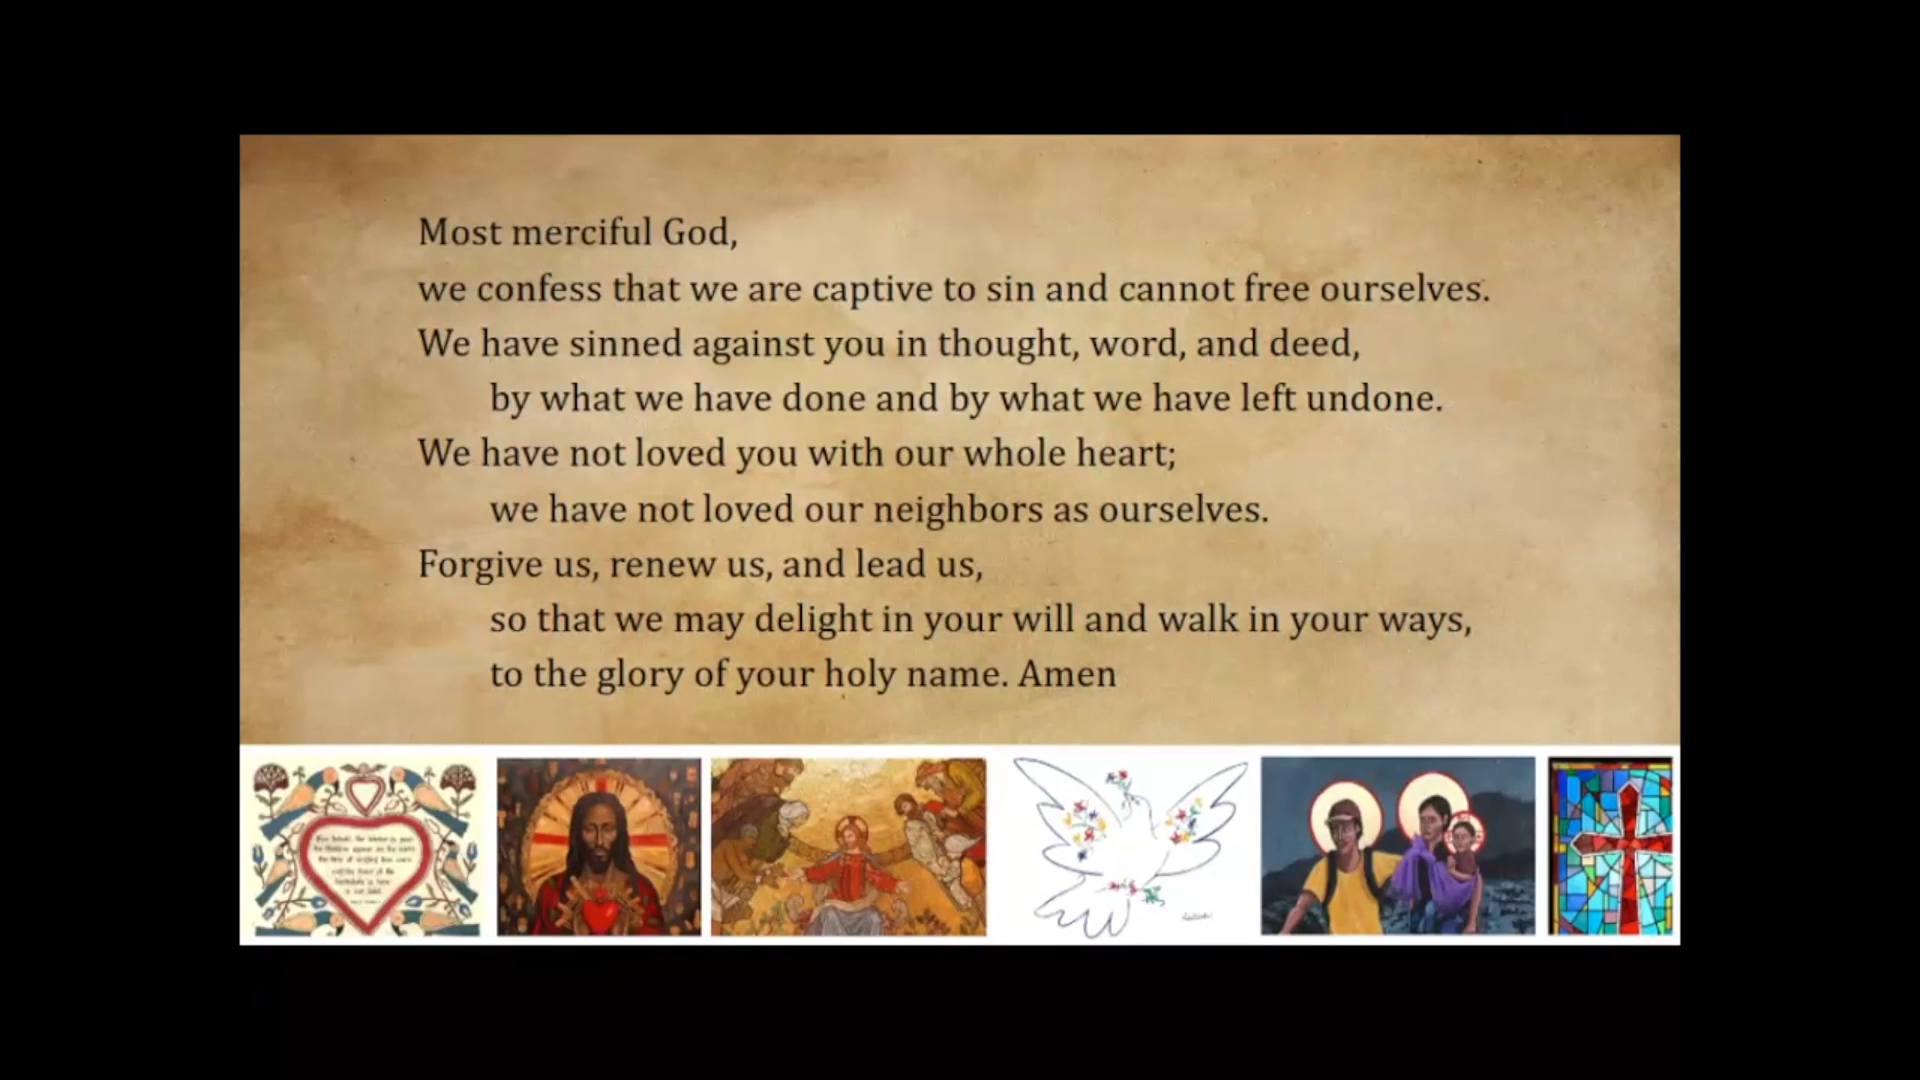 Most merciful God,
we confess that we are captive to sin and cannot free ourselves.
We have sinned against you in thought, word, and deed,
by what we have done and by what we have left undone.
We have not loved you with our whole heart;
we have not loved our neighbors as ourselves.
Forgive us, renew us, and lead us,
so that we may delight in your will and walk in your ways,
to the glory of your holy name. Amen